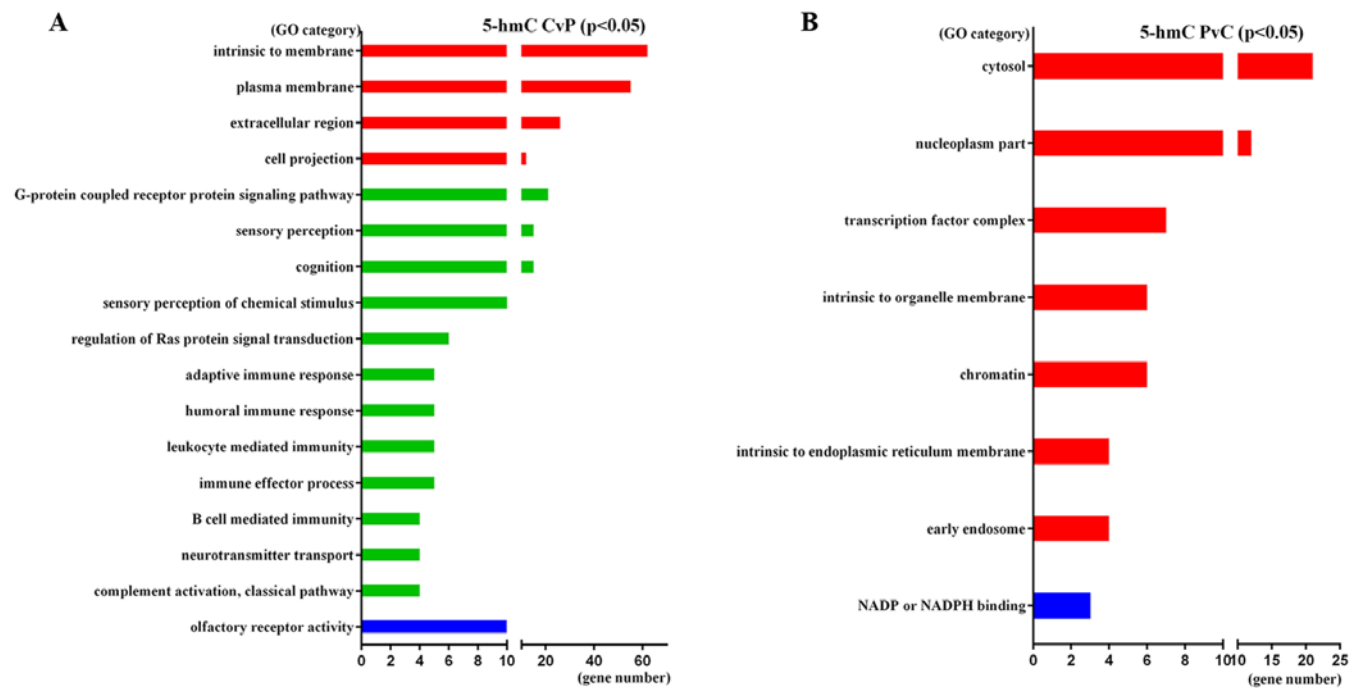 A
(GO category)
5-hmC CvP (p<0.05)
intrinsic to membrane
plasma membrane
extracellular region
cell projection
G-protein coupled receptor protein signaling pathway
sensory perception
cognition
sensory perception of chemical stimulus
regulation of Ras protein signal transduction
adaptive immune response
humoral immune response
leukocyte mediated immunity
immune effector process
B cell mediated immunity
neurotransmitter transport
complement activation, classical pathway
olfactory receptor activity
0 2 4 6 8 10 20 40 60
(gene number)
B
(GO category)
5-hmC PvC (p<0.05)
cytosol
nucleoplasm part
transcription factor complex
intrinsic to organelle membrane
chromatin
intrinsic to endoplasmic reticulum membrane
early endosome
NADP or NADPH binding
0 2 4 6 8 10 10 15 20 25
(gene number)